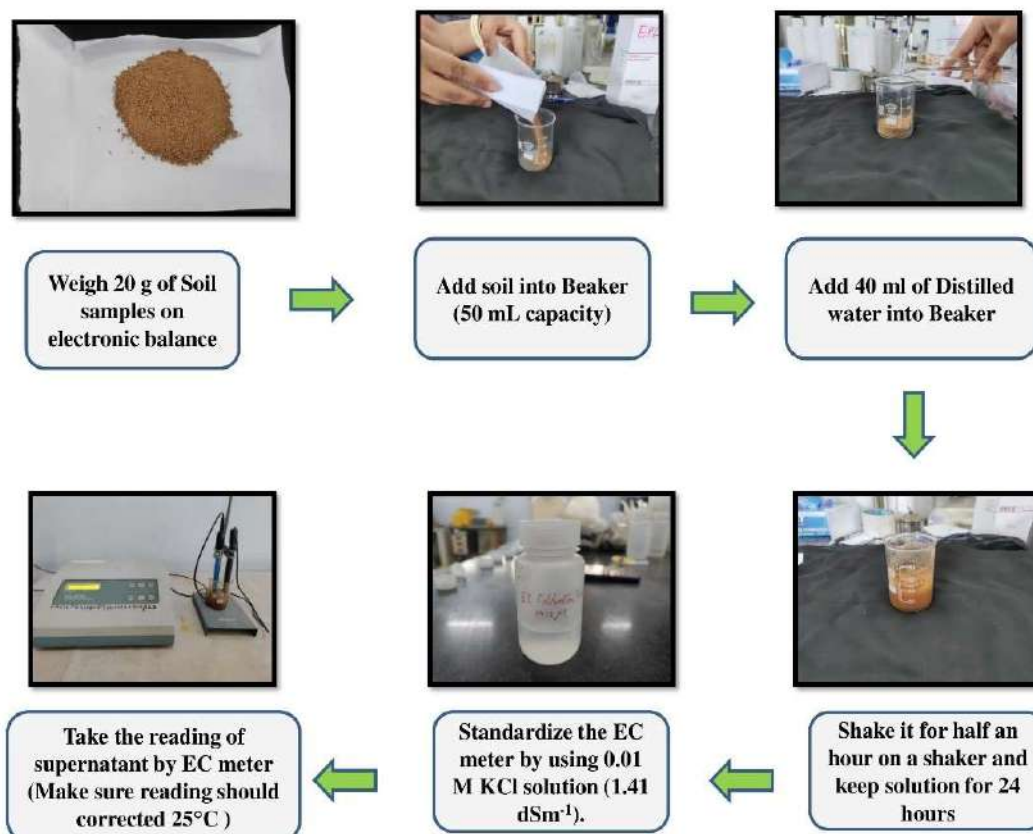 EPI
Weigh 20 g of Soil
samples on
electronic balance
Add soil into Beaker
(50 mL capacity)
Add 40 ml of Distilled
water into Beaker
Take the reading of
supernatant by EC meter
(Make sure reading should
corrected 25°C )
Standardize the EC
meter by using 0.01
M KCl solution (1.41
dSm⁻¹).
Shake it for half an
hour on a shaker and
keep solution for 24
hours